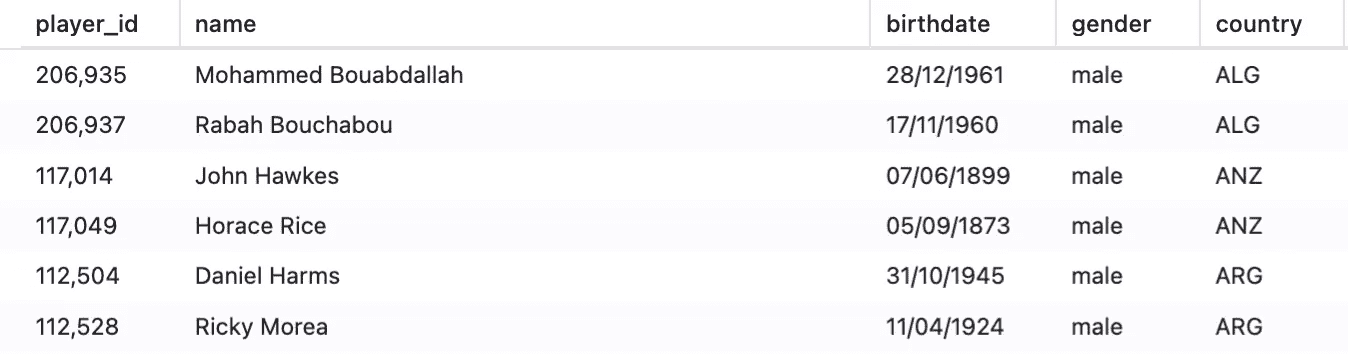 player_id name birthdate gender country
206,935 Mohammed Bouabdallah 28/12/1961 male ALG
206,937 Rabah Bouchabou 17/11/1960 male ALG
117,014 John Hawkes 07/06/1899 male ANZ
117,049 Horace Rice 05/09/1873 male ANZ
112,504 Daniel Harms 31/10/1945 male ARG
112,528 Ricky Morea 11/04/1924 male ARG